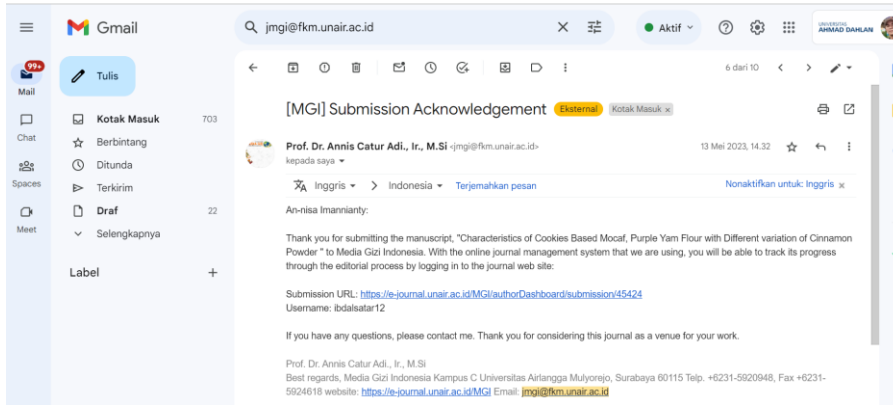 Gmail
jmgi@fkm.unair.ac.id
Aktif
UNIVERSITAS
AHMAD DAHLAN
99+
Mail
Chat
Spaces
Meet
Tulis
Kotak Masuk 703
Berbintang
Ditunda
Terkirim
Draf 22
Selengkapnya
Label
6 dari 10
[MGI] Submission Acknowledgement Eksternal Kotak Masuk x
Prof. Dr. Annis Catur Adi., Ir., M.Si <jmgi@fkm.unair.ac.id> 13 Mei 2023, 14.32
kepada saya
Inggris > Indonesia Terjemahkan pesan Nonaktifkan untuk: Inggris x
An-nisa Imannianty:
Thank you for submitting the manuscript, "Characteristics of Cookies Based Mocaf, Purple Yam Flour with Different variation of Cinnamon
Powder " to Media Gizi Indonesia. With the online journal management system that we are using, you will be able to track its progress
through the editorial process by logging in to the journal web site:
Submission URL: https://e-journal.unair.ac.id/MGI/authorDashboard/submission/45424
Username: ibdalsatar12
If you have any questions, please contact me. Thank you for considering this journal as a venue for your work.
Prof. Dr. Annis Catur Adi., Ir., M.Si
Best regards, Media Gizi Indonesia Kampus C Universitas Airlangga Mulyorejo, Surabaya 60115 Telp. +6231-5920948, Fax +6231-
5924618 website: https://e-journal.unair.ac.id/MGI Email: jmgi@fkm.unair.ac.id